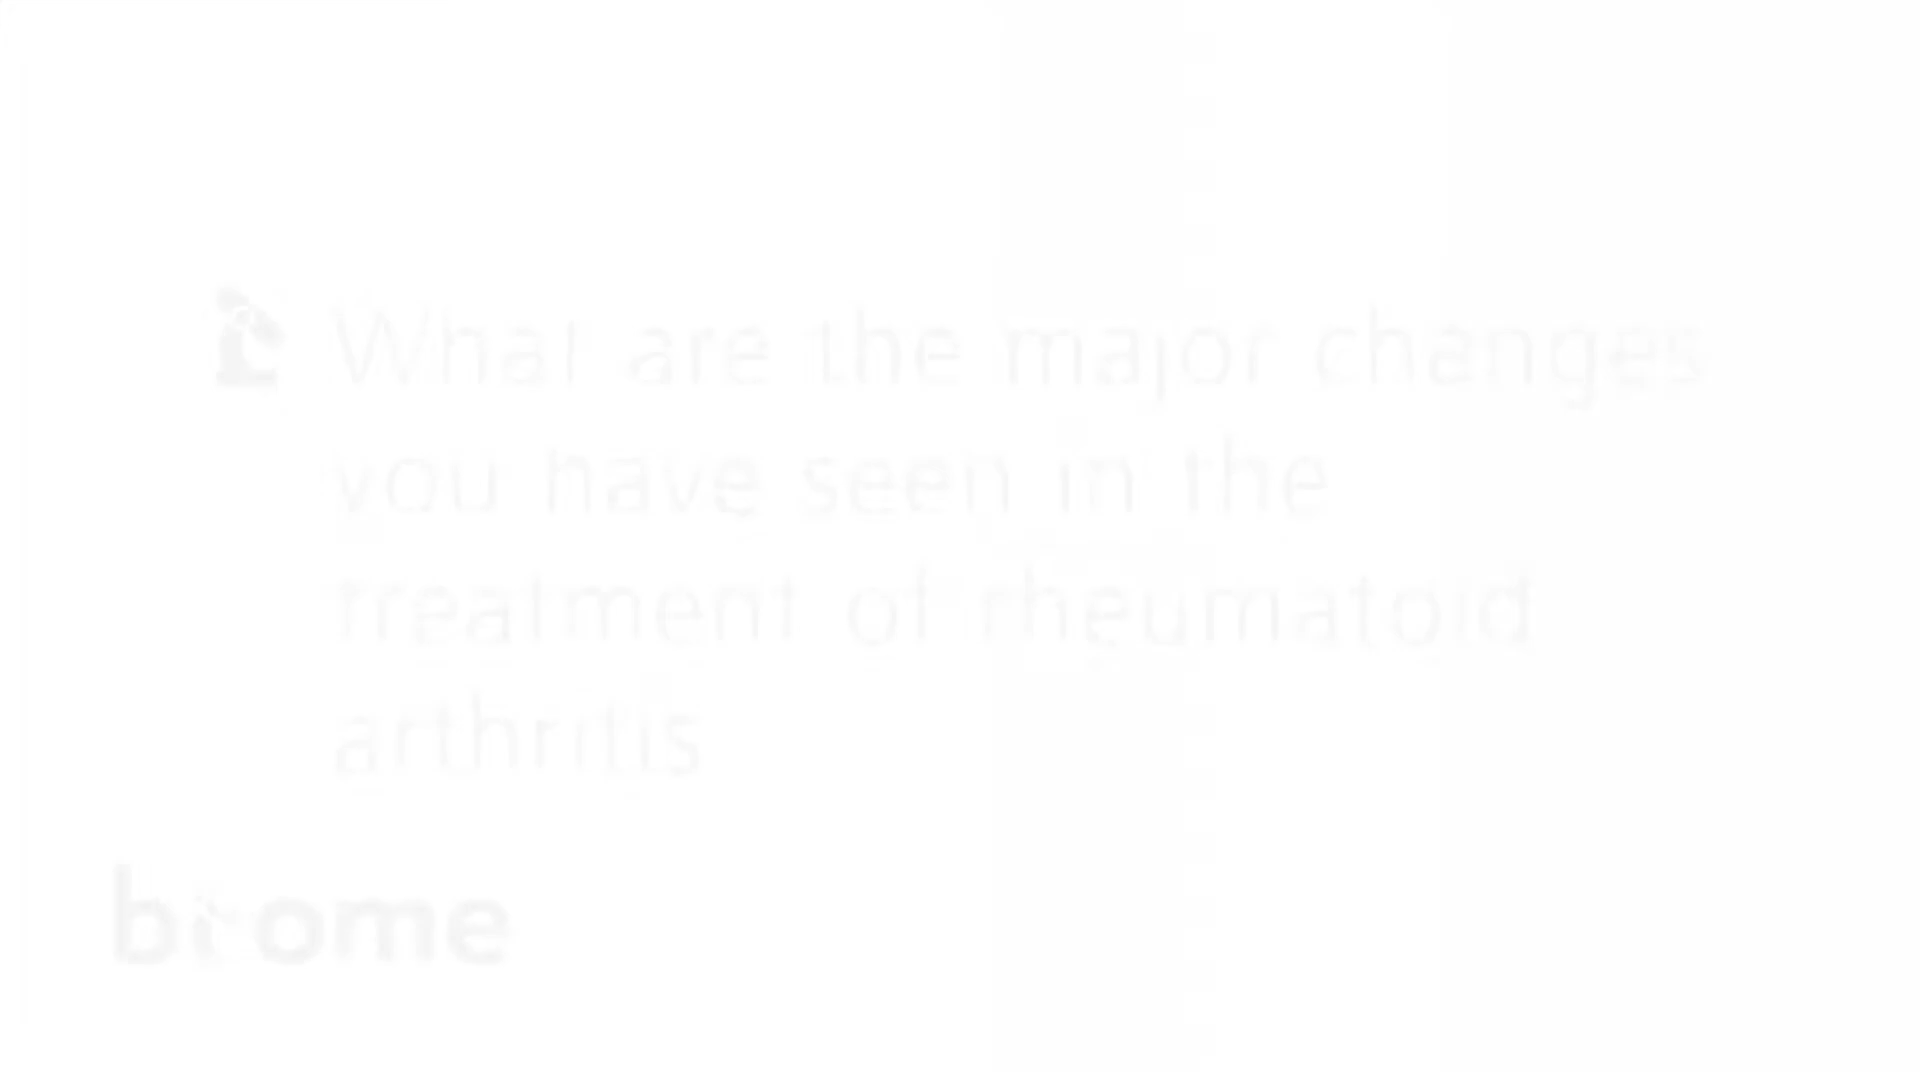 What are the major changes
you have seen in the
treatment of rheumatoid
arthritis